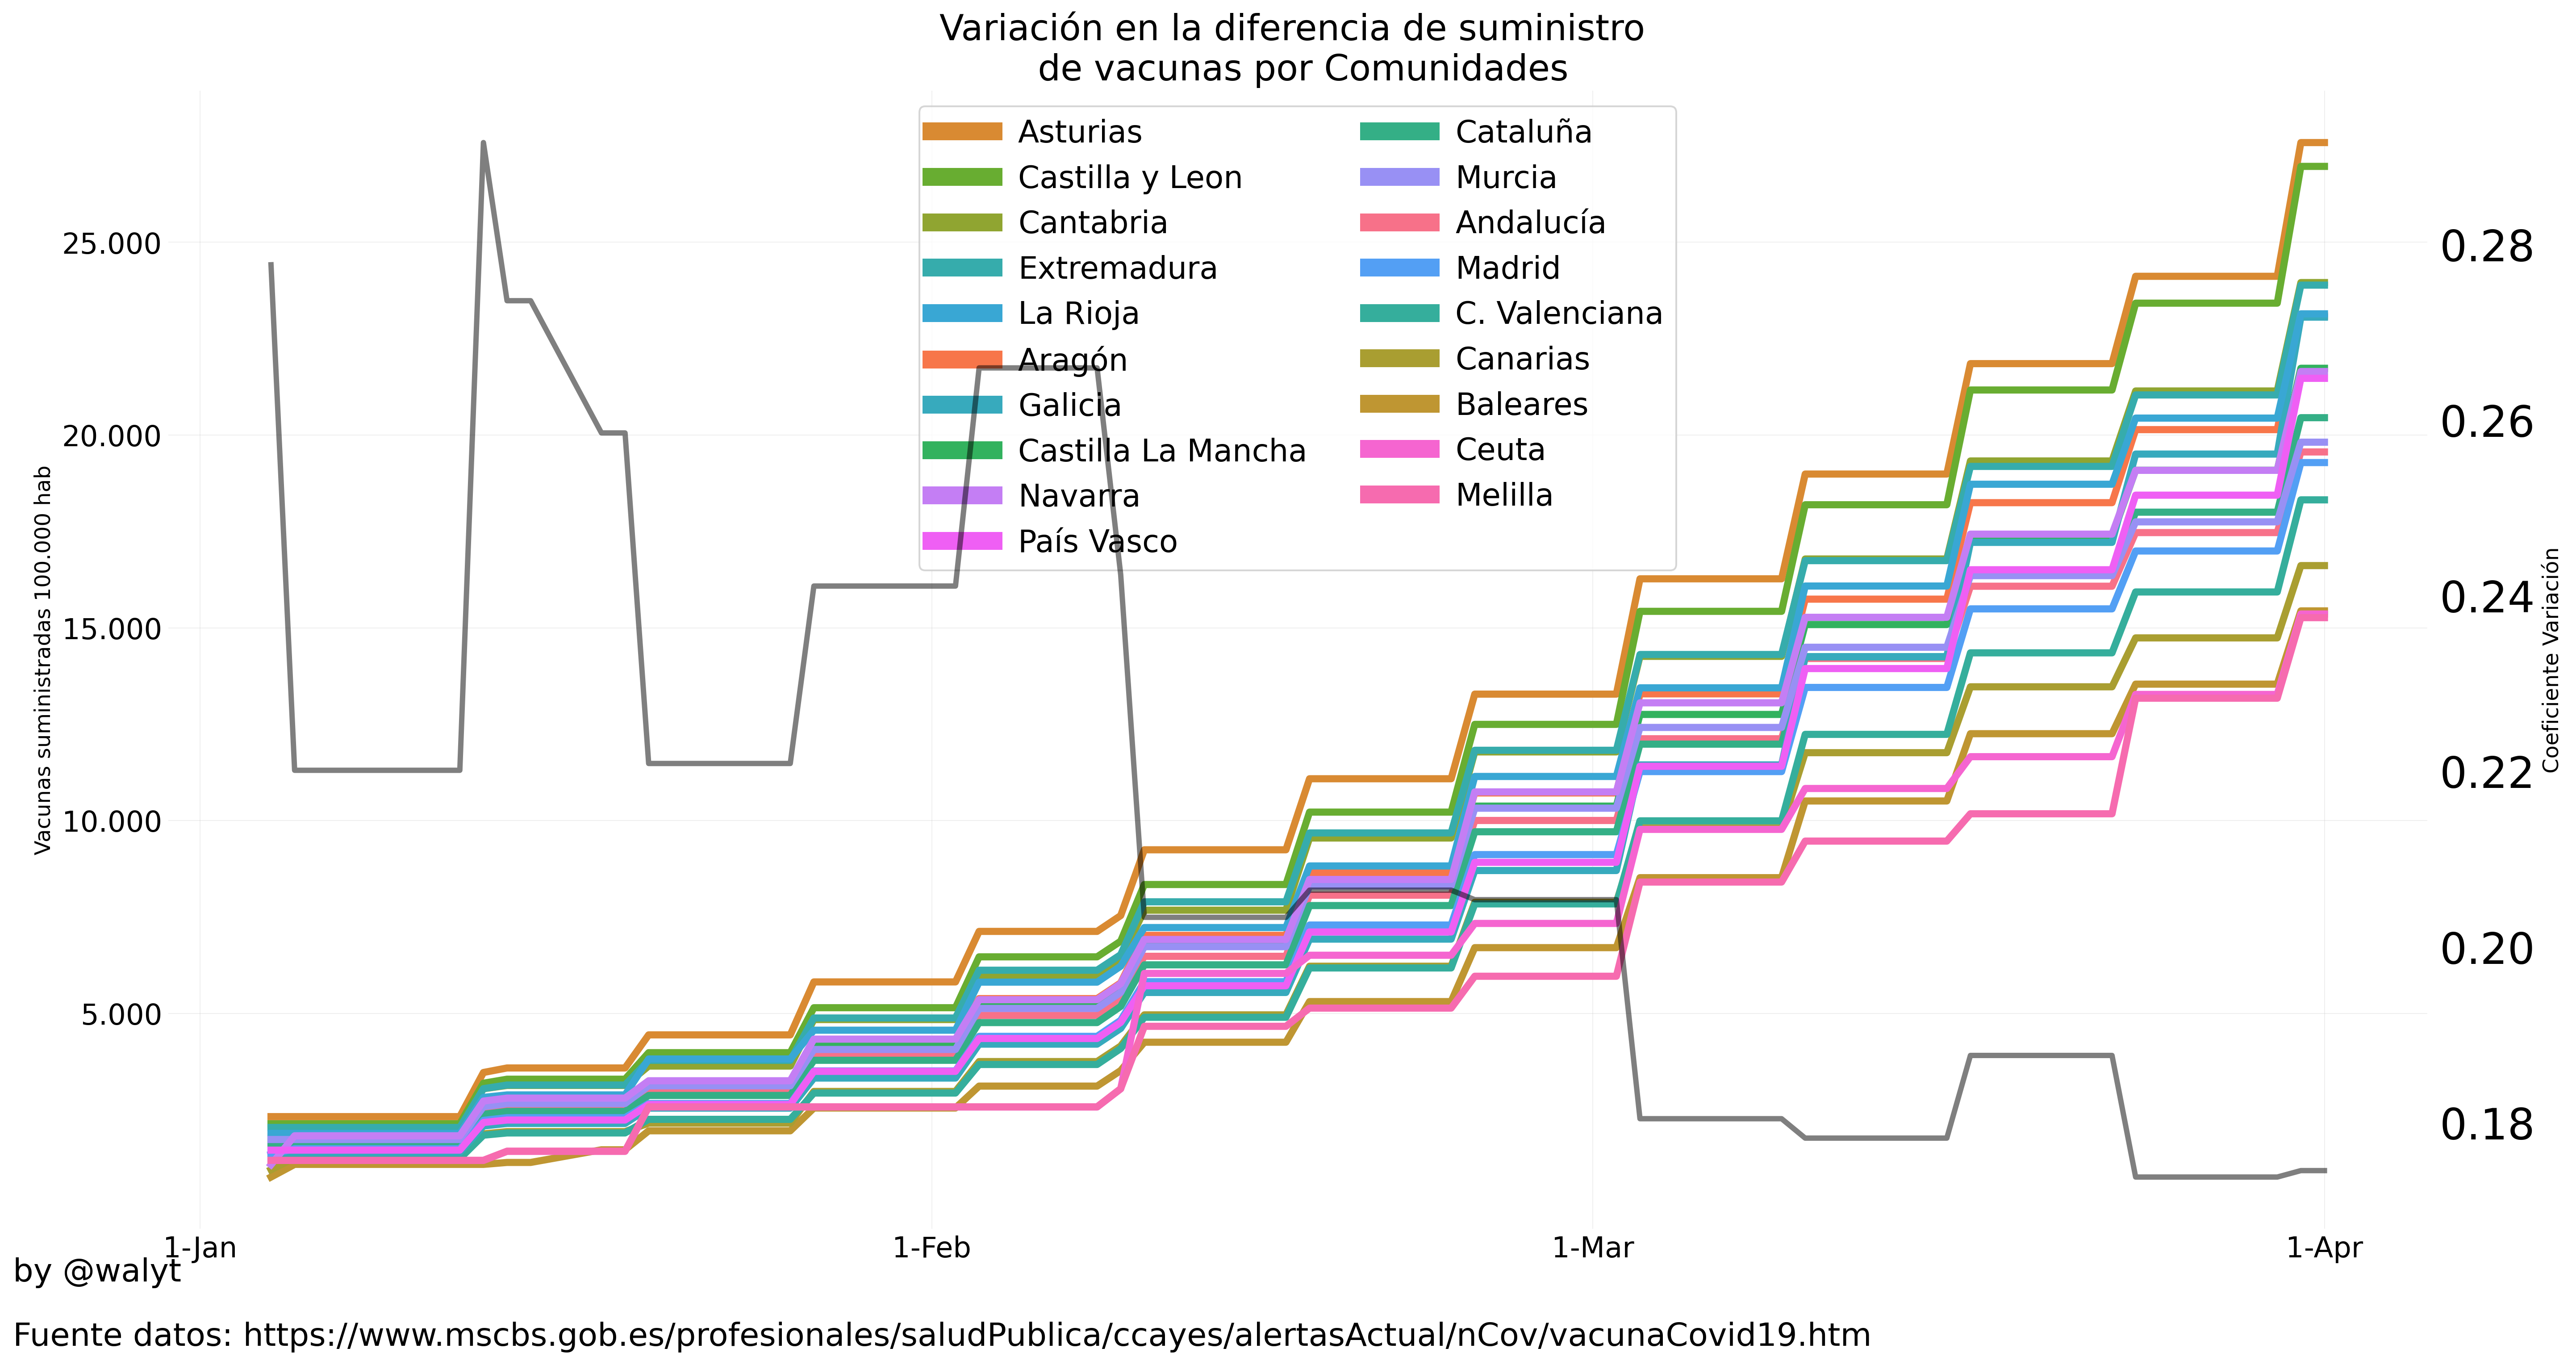 Variación en la diferencia de suministro
de vacunas por Comunidades
Asturias
Castilla y Leon
Cantabria
Extremadura
La Rioja
Aragón
Galicia
Castilla La Mancha
Navarra
País Vasco
Cataluña
Murcia
Andalucía
Madrid
C. Valenciana
Canarias
Baleares
Ceuta
Melilla
Vacunas suministradas 100.000 hab
25.000
20.000
15.000
10.000
5.000
0.28
0.26
0.24
0.22
0.20
0.18
Coeficiente Variación
1-Jan
1-Feb
1-Mar
1-Apr
by @walyt
Fuente datos: https://www.mscbs.gob.es/profesionales/saludPublica/ccayes/alertasActual/nCov/vacunaCovid19.htm